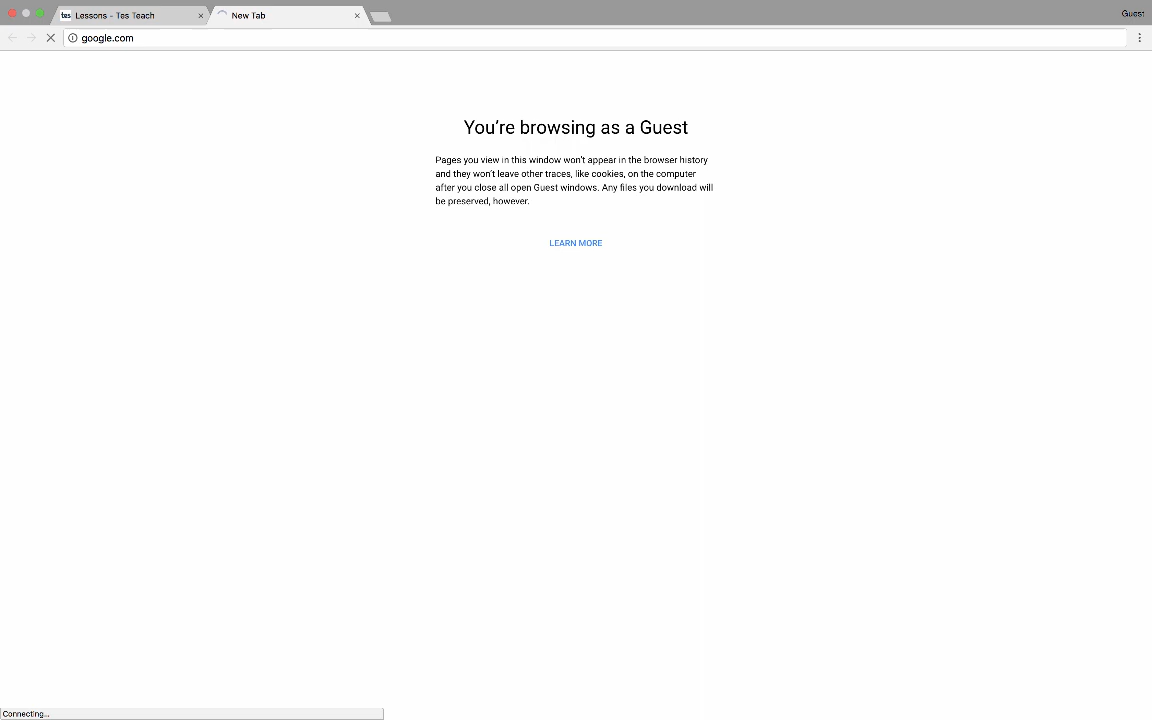 tes Lessons - Tes Teach
New Tab
Guest
google.com
You're browsing as a Guest
Pages you view in this window won't appear in the browser history
and they won't leave other traces, like cookies, on the computer
after you close all open Guest windows. Any files you download will
be preserved, however.
LEARN MORE
Connecting...